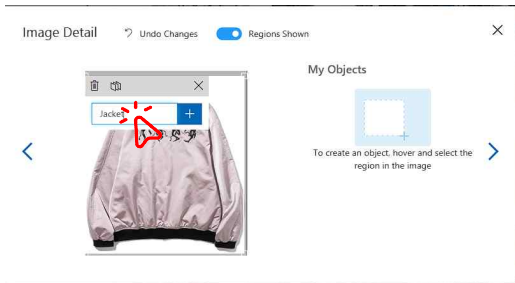 Image Detail
Undo Changes
Regions Shown
My Objects
Jacket
To create an object, hover and select the
region in the image